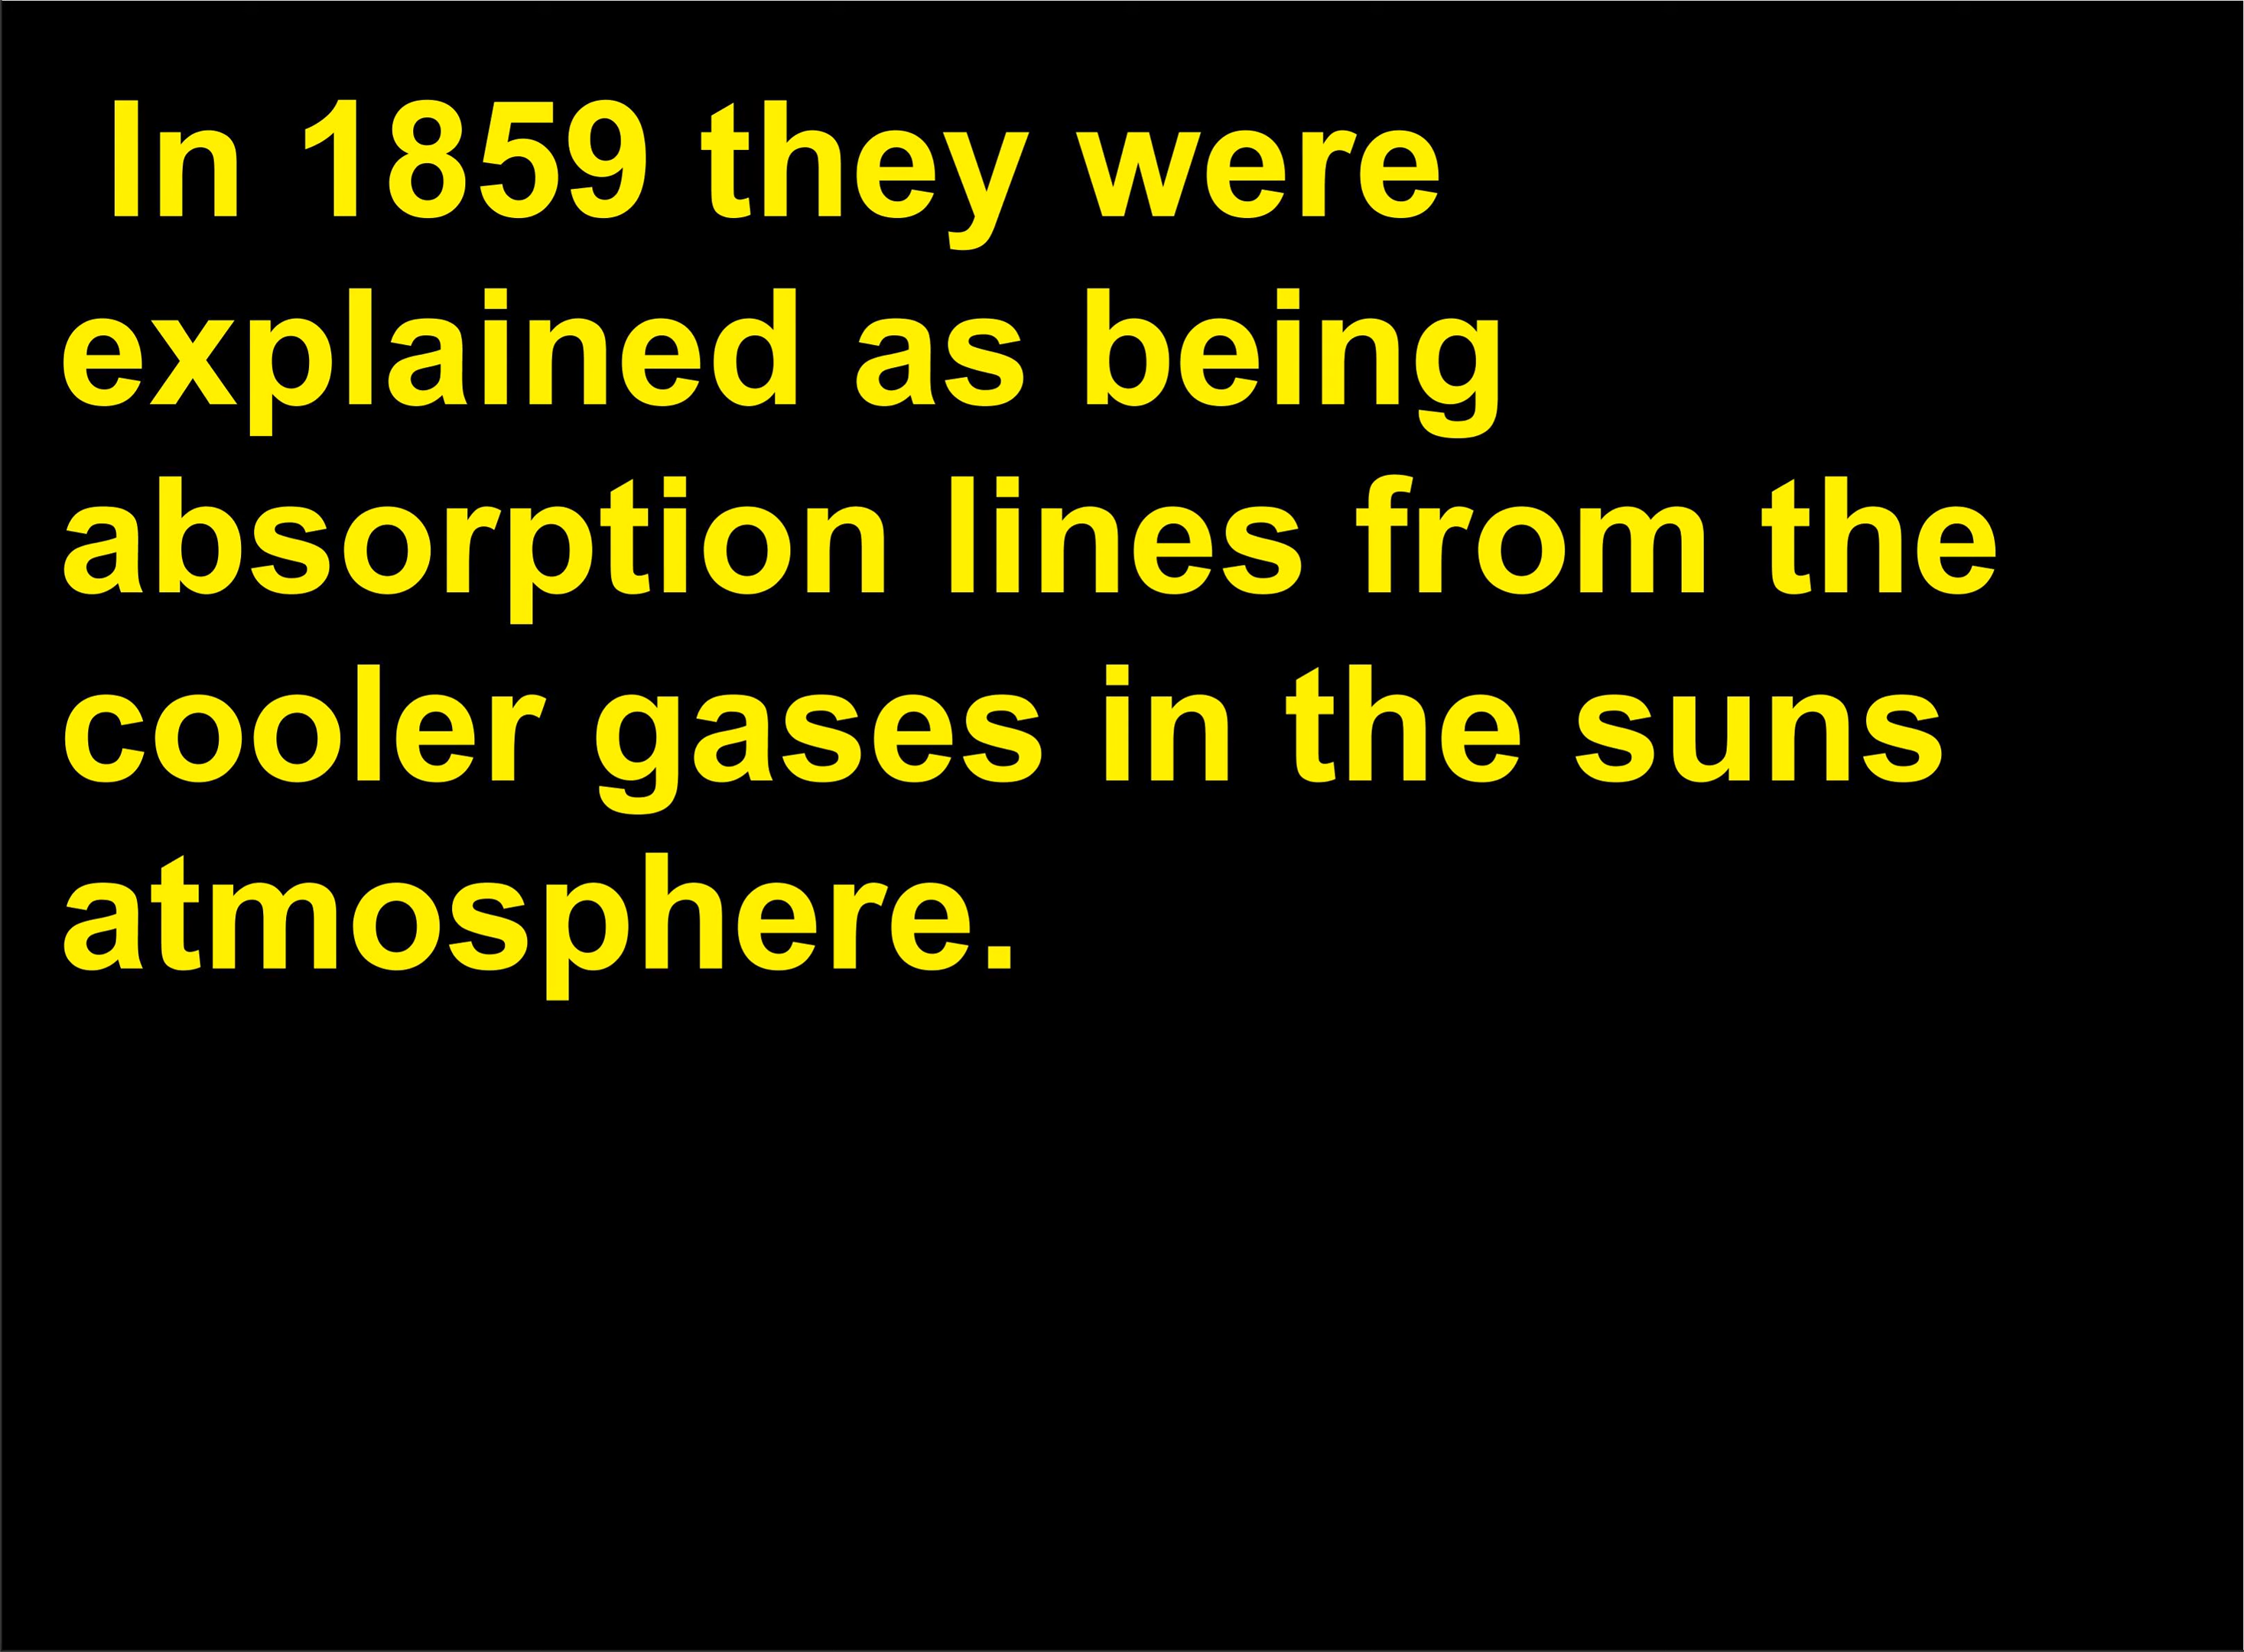 In 1859 they were
explained as being
absorption lines from the
cooler gases in the suns
atmosphere.